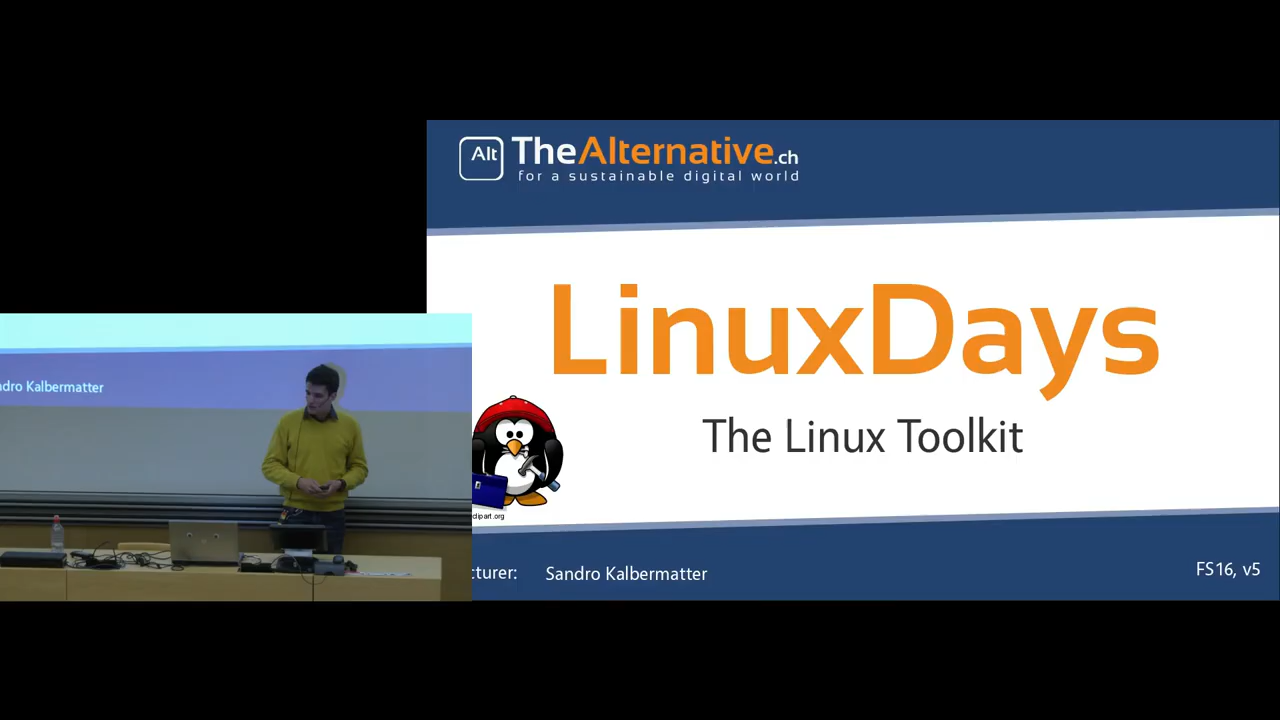 Alt
TheAlternative.ch
for a sustainable digital world
LinuxDays
The Linux Toolkit
clipart.org
cturer: Sandro Kalbermatter
FS16, v5
ndro Kalbermatter